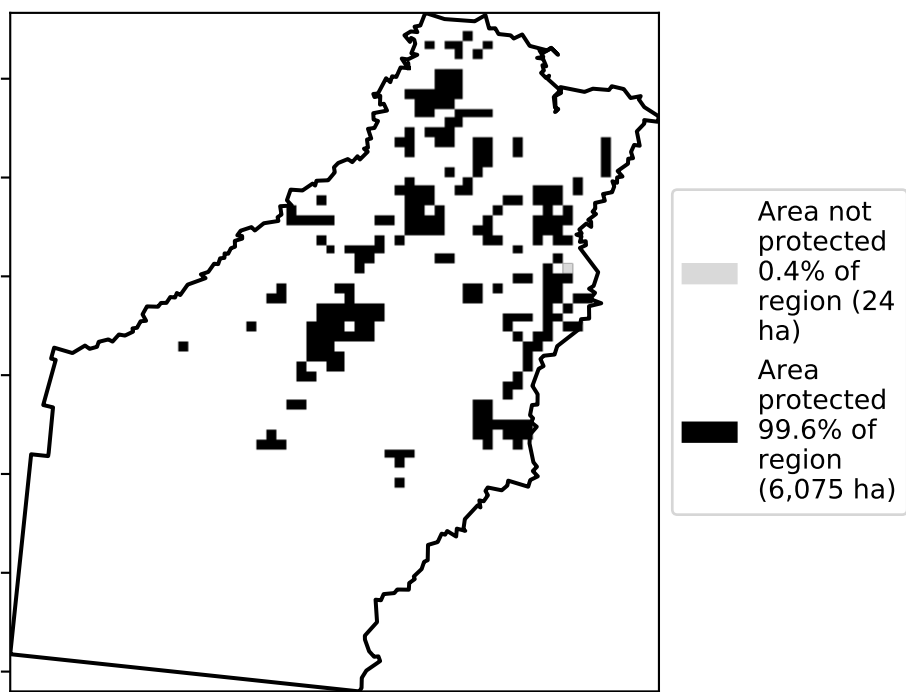 Area not
protected
0.4% of
region (24
ha)
Area
protected
99.6% of
region
(6,075 ha)